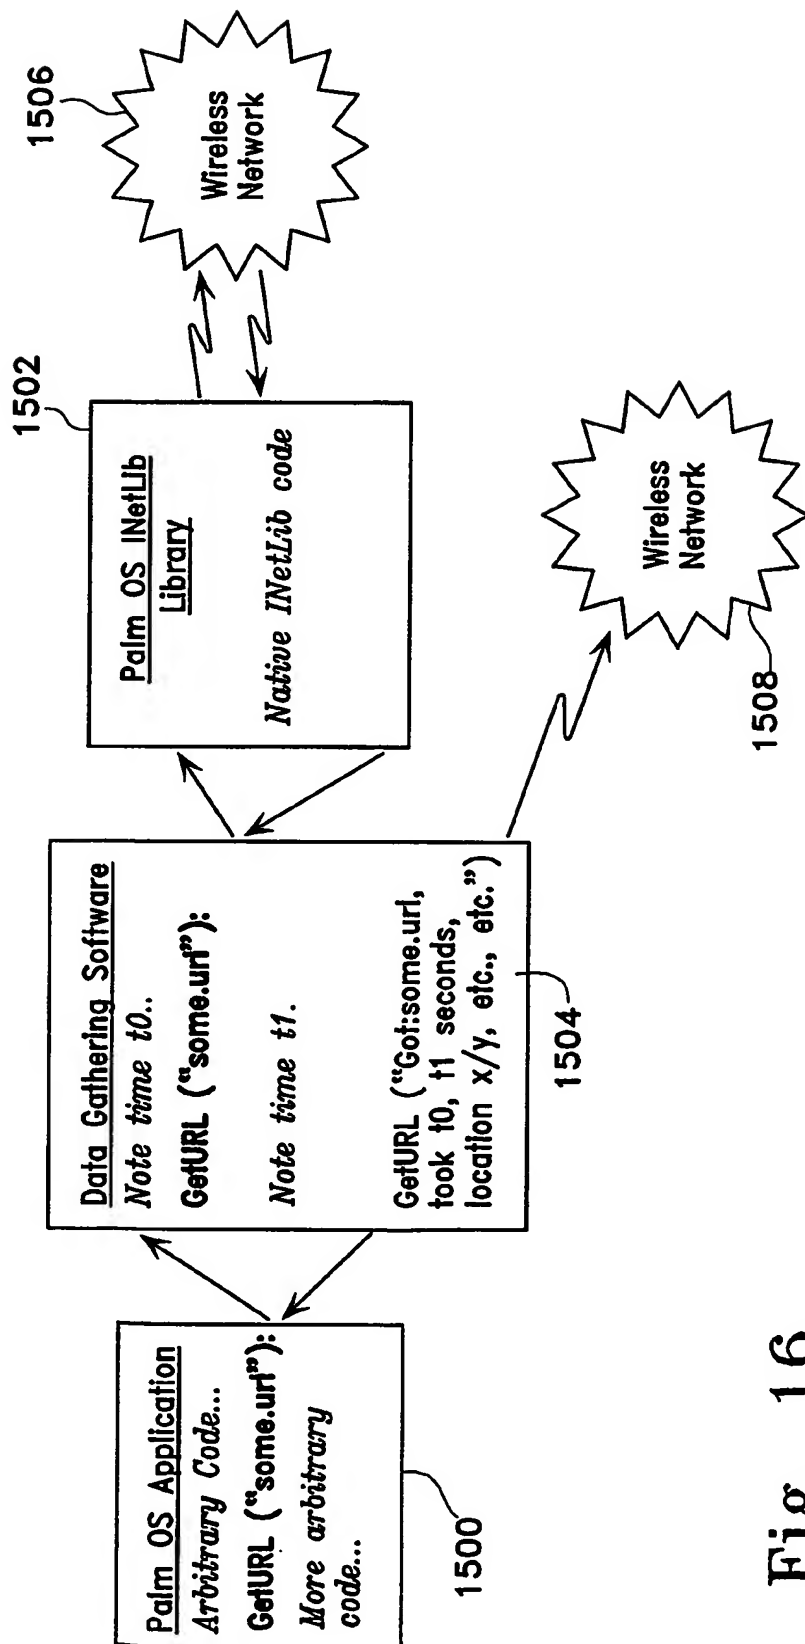 Palm OS Application
Arbitrary Code...
GetURL (“some.url”):
More arbitrary
code...
1500
Data Gathering Software
Note time t0..
GetURL (“some.url”):
Note time t1.
GetURL (“Got:some.url,
took t0, t1 seconds,
location x/y, etc., etc.”)
1504
Palm OS INetLib
Library
Native INetLib code
1502
Wireless
Network
1506
Wireless
Network
1508
Fig. 16